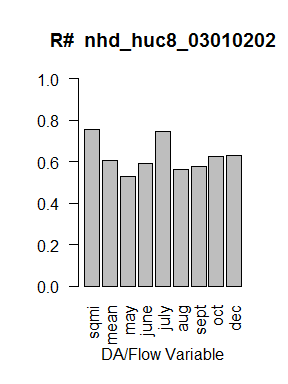 R#  nhd_huc8_03010202
1.0
0.8
0.6
0.4
0.2
0.0
sqmi
mean
may
june
july
aug
sept
oct
dec
DA/Flow Variable